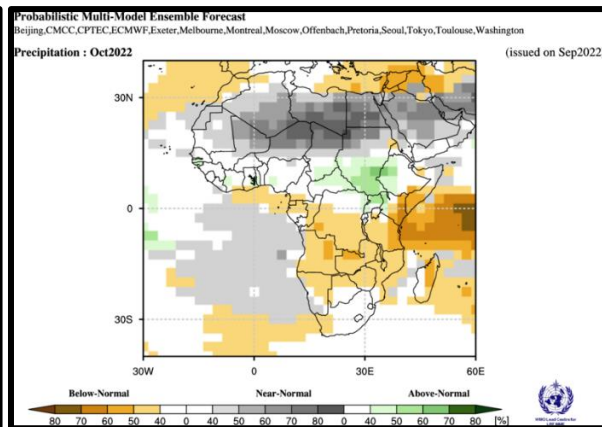 Probabilistic Multi-Model Ensemble Forecast
Beijing,CMCC,CPTEC,ECMWF,Exeter,Melbourne,Montreal,Moscow,Offenbach,Pretoria,Seoul,Tokyo,Toulouse,Washington
Precipitation : Oct2022 (issued on Sep2022
30N
0
30S
30W 0 30E 60E
Below-Normal Near-Normal Above-Normal
80 70 60 50 40 0 40 50 60 70 80 0 40 50 60 70 80 [%]